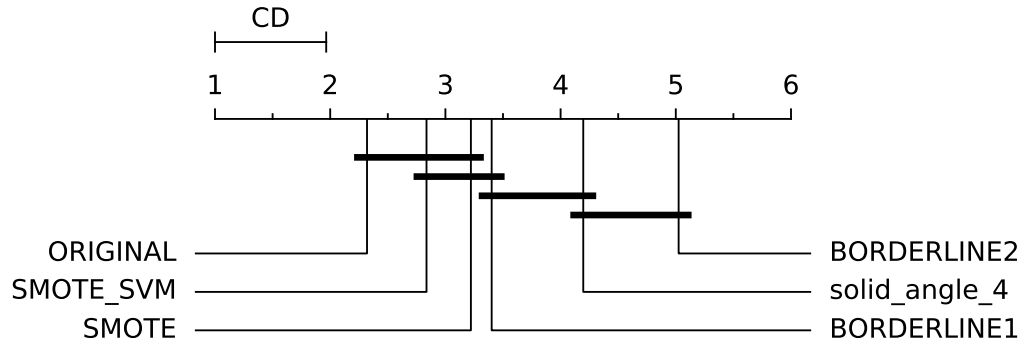 CD
1 2 3 4 5 6
ORIGINAL BORDERLINE2
SMOTE_SVM solid_angle_4
SMOTE BORDERLINE1